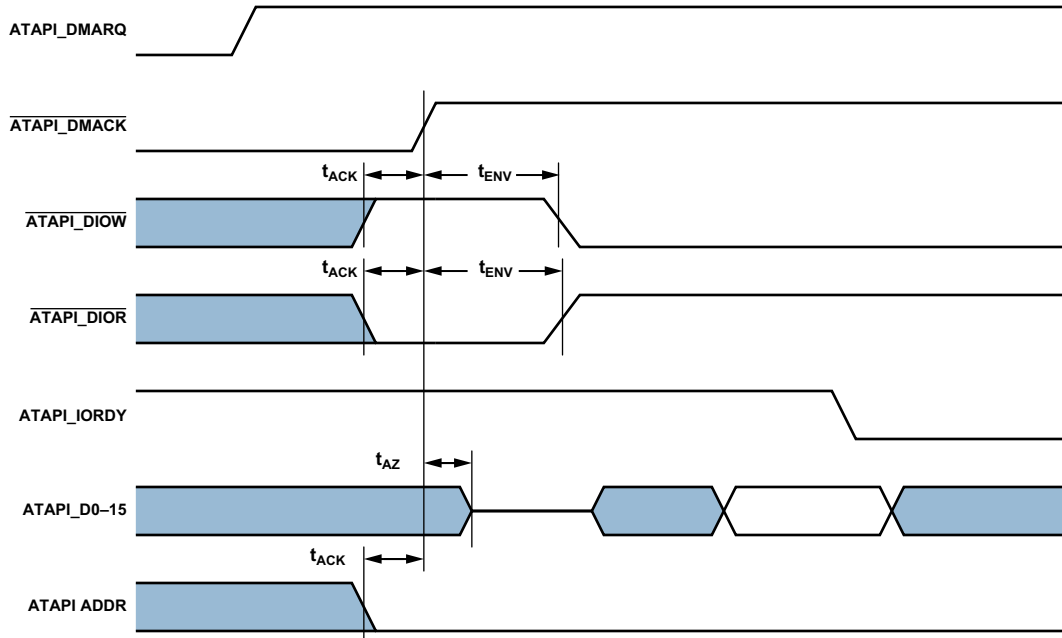 ATAPI_DMARQ
ATAPI_DMACK
tACK
tENV
ATAPI_DIOW
tACK
tENV
ATAPI_DIOR
ATAPI_IORDY
tAZ
ATAPI_D0–15
tACK
ATAPI ADDR